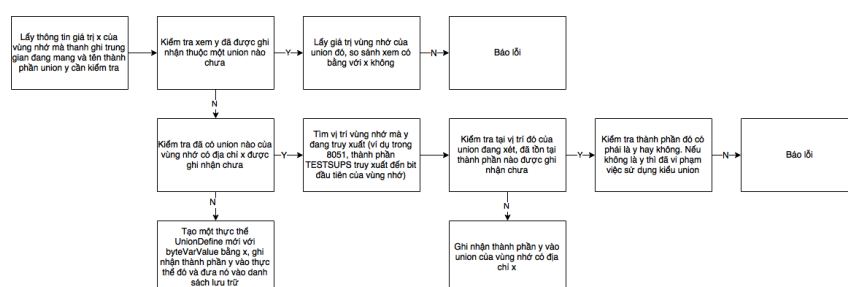 Lấy thông tin giá trị x của
vùng nhớ mà thanh ghi trung
gian đang mang và tên thành
phần union y cần kiểm tra
Kiểm tra xem y đã được ghi
nhận thuộc một union nào
chưa
Y
Lấy giá trị vùng nhớ của
union đó, so sánh xem có
bằng với x không
N
Báo lỗi
N
Kiểm tra đã có union nào của
vùng nhớ có địa chỉ x được
ghi nhận chưa
Y
Tìm vị trí vùng nhớ mà y
đang truy xuất (ví dụ trong
8051, thành phần
TESTSUPS truy xuất đến bit
đầu tiên của vùng nhớ)
Kiểm tra tại vị trí đó của
union đang xét, đã tồn tại
thành phần nào được ghi
nhận chưa
Y
Kiểm tra thành phần đó có
phải là y hay không. Nếu
không là y thì đã vi phạm
việc sử dụng kiểu union
N
Báo lỗi
N
Tạo một thực thể
UnionDefine mới với
byteVarValue bằng x, ghi
nhận thành phần y vào thực
thể đó và đưa nó vào danh
sách lưu trữ
N
Ghi nhận thành phần y vào
union của vùng nhớ có địa
chỉ x